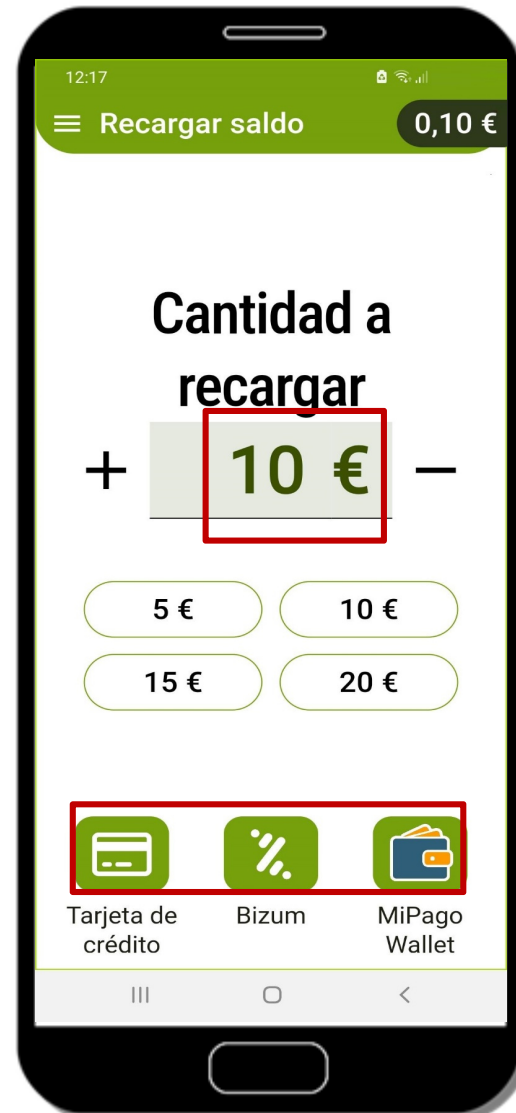 12:17
Recargar saldo
0,10 €
Cantidad a
recargar
+ 10 € −
5 €
10 €
15 €
20 €
Tarjeta de
crédito
Bizum
MiPago
Wallet